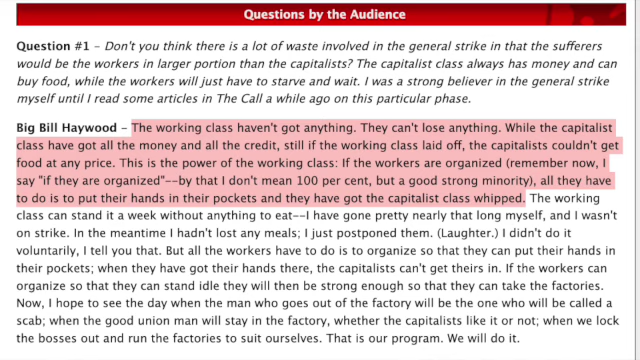 Questions by the Audience
Question #1 – Don't you think there is a lot of waste involved in the general strike in that the sufferers
would be the workers in larger portion than the capitalists? The capitalist class always has money and can
buy food, while the workers will just have to starve and wait. I was a strong believer in the general strike
myself until I read some articles in The Call a while ago on this particular phase.
Big Bill Haywood – The working class haven't got anything. They can't lose anything. While the capitalist
class have got all the money and all the credit, still if the working class laid off, the capitalists couldn't get
food at any price. This is the power of the working class: If the workers are organized (remember now, I
say "if they are organized"--by that I don't mean 100 per cent, but a good strong minority), all they have
to do is to put their hands in their pockets and they have got the capitalist class whipped. The working
class can stand it a week without anything to eat--I have gone pretty nearly that long myself, and I wasn't
on strike. In the meantime I hadn't lost any meals; I just postponed them. (Laughter.) I didn't do it
voluntarily, I tell you that. But all the workers have to do is to organize so that they can put their hands in
their pockets; when they have got their hands there, the capitalists can't get theirs in. If the workers can
organize so that they can stand idle they will then be strong enough so that they can take the factories.
Now, I hope to see the day when the man who goes out of the factory will be the one who will be called a
scab; when the good union man will stay in the factory, whether the capitalists like it or not; when we lock
the bosses out and run the factories to suit ourselves. That is our program. We will do it.